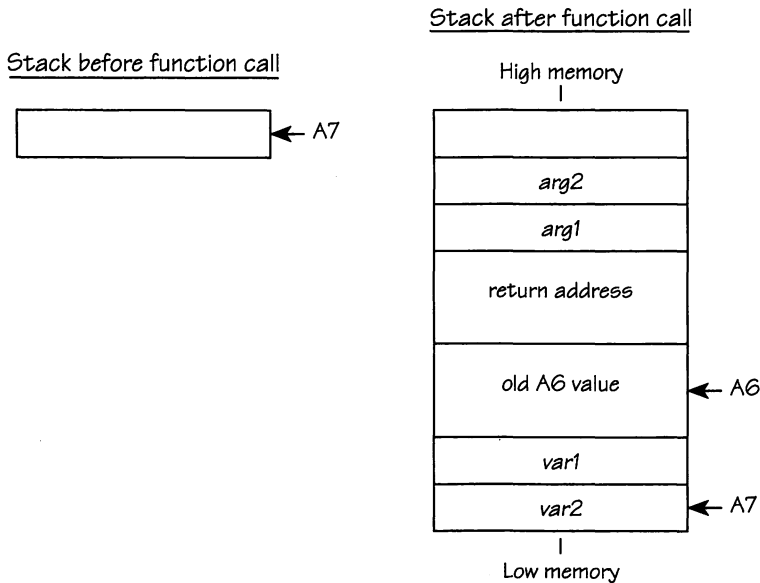 Stack before function call
A7
Stack after function call
High memory
arg2
arg1
return address
old A6 value
A6
var1
var2
A7
Low memory